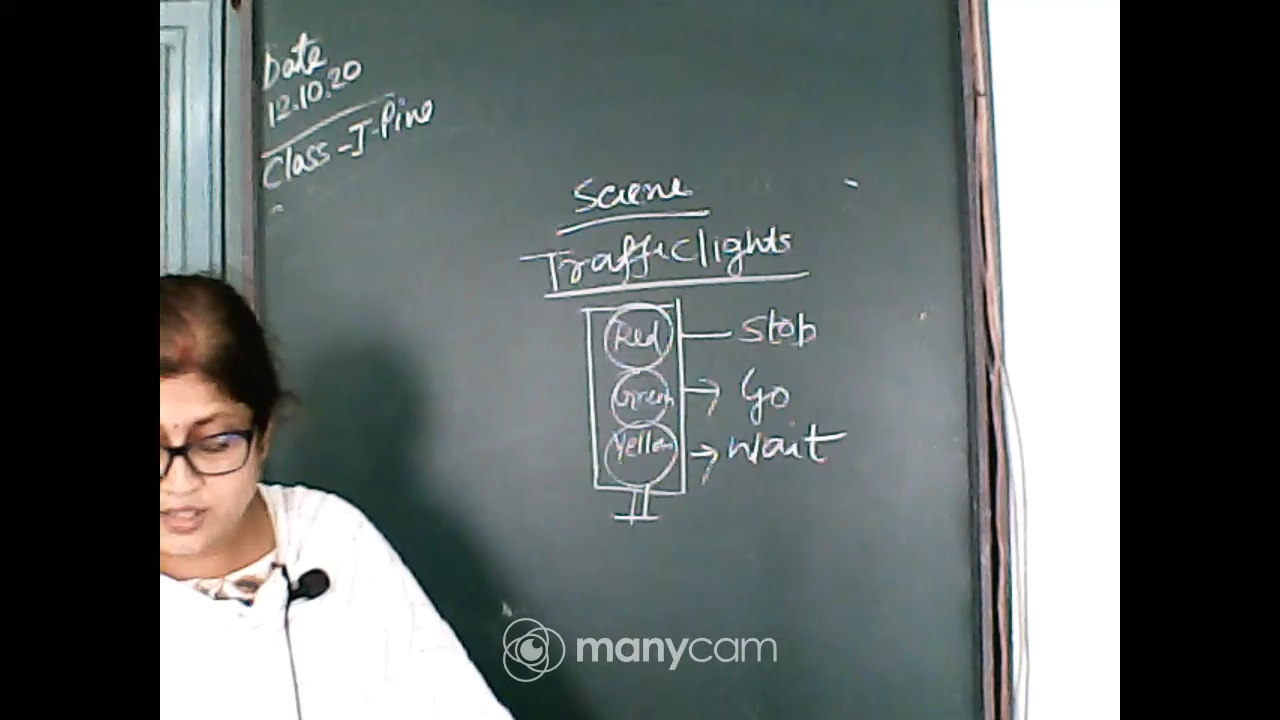 Date
12.10.20
Class-I-Pine
Science
Traffic lights
Red Stop
Green Go
Yellow Wait
manycam